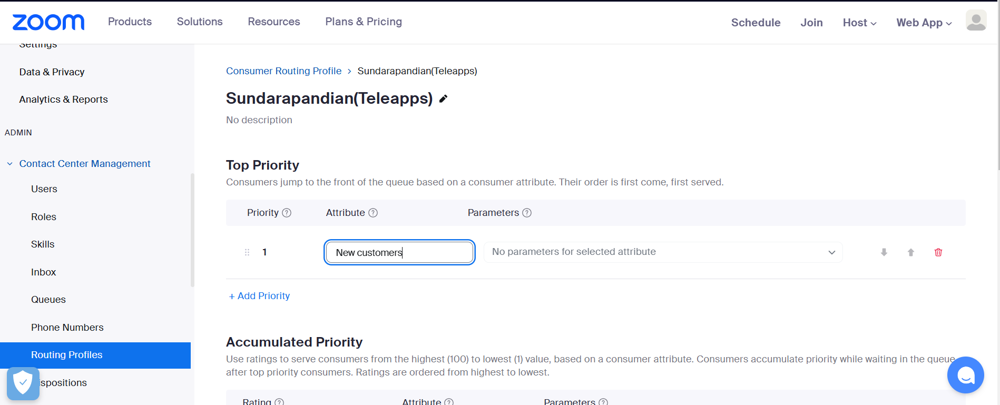 zoom Products Solutions Resources Plans & Pricing Schedule Join Host Web App
Settings
Data & Privacy
Analytics & Reports
ADMIN
Contact Center Management
Users
Roles
Skills
Inbox
Queues
Phone Numbers
Routing Profiles
ispositions
Consumer Routing Profile > Sundarapandian(Teleapps)
Sundarapandian(Teleapps)
No description
Top Priority
Consumers jump to the front of the queue based on a consumer attribute. Their order is first come, first served.
Priority ? Attribute ? Parameters ?
1 New customers No parameters for selected attribute
+ Add Priority
Accumulated Priority
Use ratings to serve consumers from the highest (100) to lowest (1) value, based on a consumer attribute. Consumers accumulate priority while waiting in the queue
after top priority consumers. Ratings are ordered from highest to lowest.
Rating ? Attribute ? Parameters ?